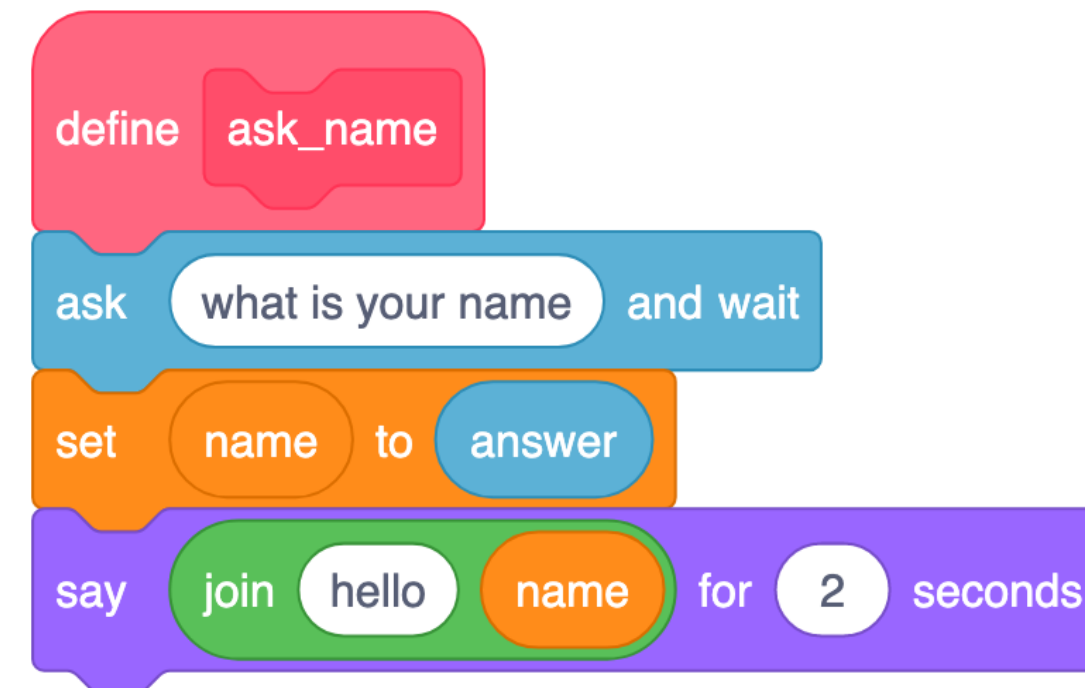 define ask_name
ask what is your name and wait
set name to answer
say join hello name for 2 seconds